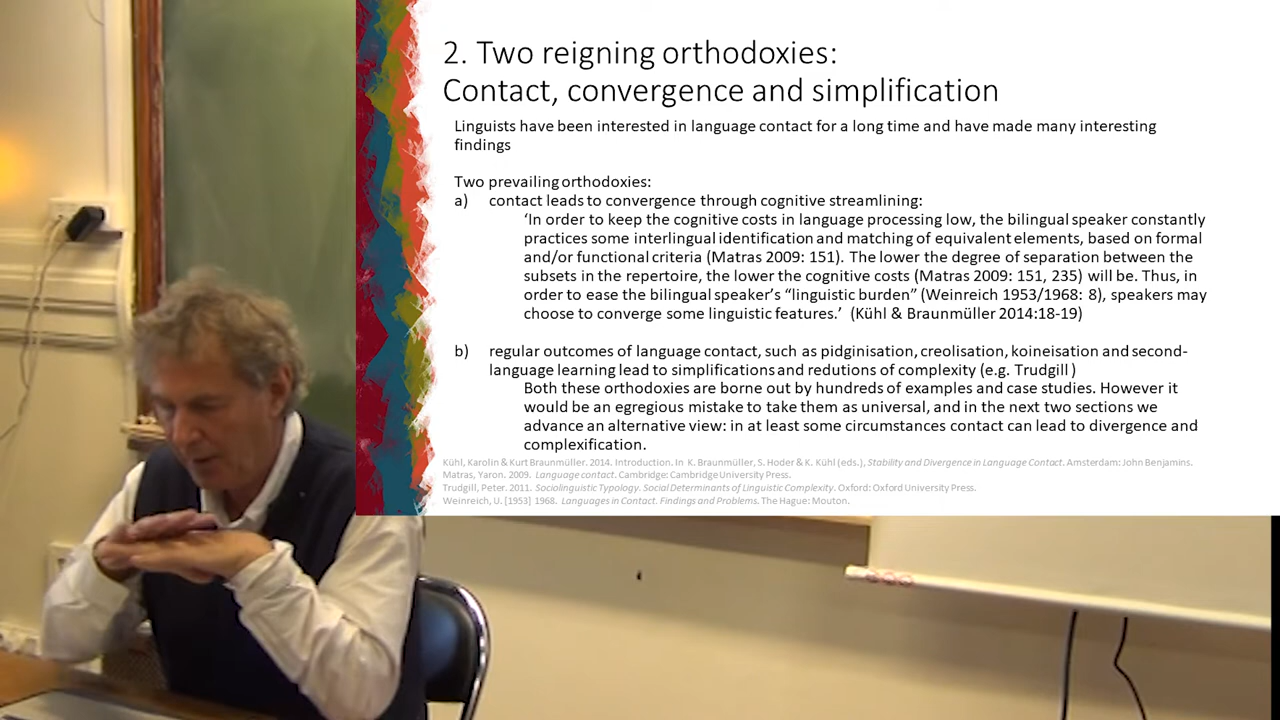 2. Two reigning orthodoxies:
Contact, convergence and simplification
Linguists have been interested in language contact for a long time and have made many interesting
findings
Two prevailing orthodoxies:
a) contact leads to convergence through cognitive streamlining:
‘In order to keep the cognitive costs in language processing low, the bilingual speaker constantly
practices some interlingual identification and matching of equivalent elements, based on formal
and/or functional criteria (Matras 2009: 151). The lower the degree of separation between the
subsets in the repertoire, the lower the cognitive costs (Matras 2009: 151, 235) will be. Thus, in
order to ease the bilingual speaker’s “linguistic burden” (Weinreich 1953/1968: 8), speakers may
choose to converge some linguistic features.’ (Kühl & Braunmüller 2014:18-19)
b) regular outcomes of language contact, such as pidginisation, creolisation, koineisation and second-
language learning lead to simplifications and redutions of complexity (e.g. Trudgill )
Both these orthodoxies are borne out by hundreds of examples and case studies. However it
would be an egregious mistake to take them as universal, and in the next two sections we
advance an alternative view: in at least some circumstances contact can lead to divergence and
complexification.
Kühl, Karolin & Kurt Braunmüller. 2014. Introduction. In K. Braunmüller, S. Hoder & K. Kühl (eds.), Stability and Divergence in Language Contact. Amsterdam: John Benjamins.
Matras, Yaron. 2009. Language contact. Cambridge: Cambridge University Press.
Trudgill, Peter. 2011. Sociolinguistic Typology. Social Determinants of Linguistic Complexity. Oxford: Oxford University Press.
Weinreich, U. [1953] 1968. Languages in Contact. Findings and Problems. The Hague: Mouton.